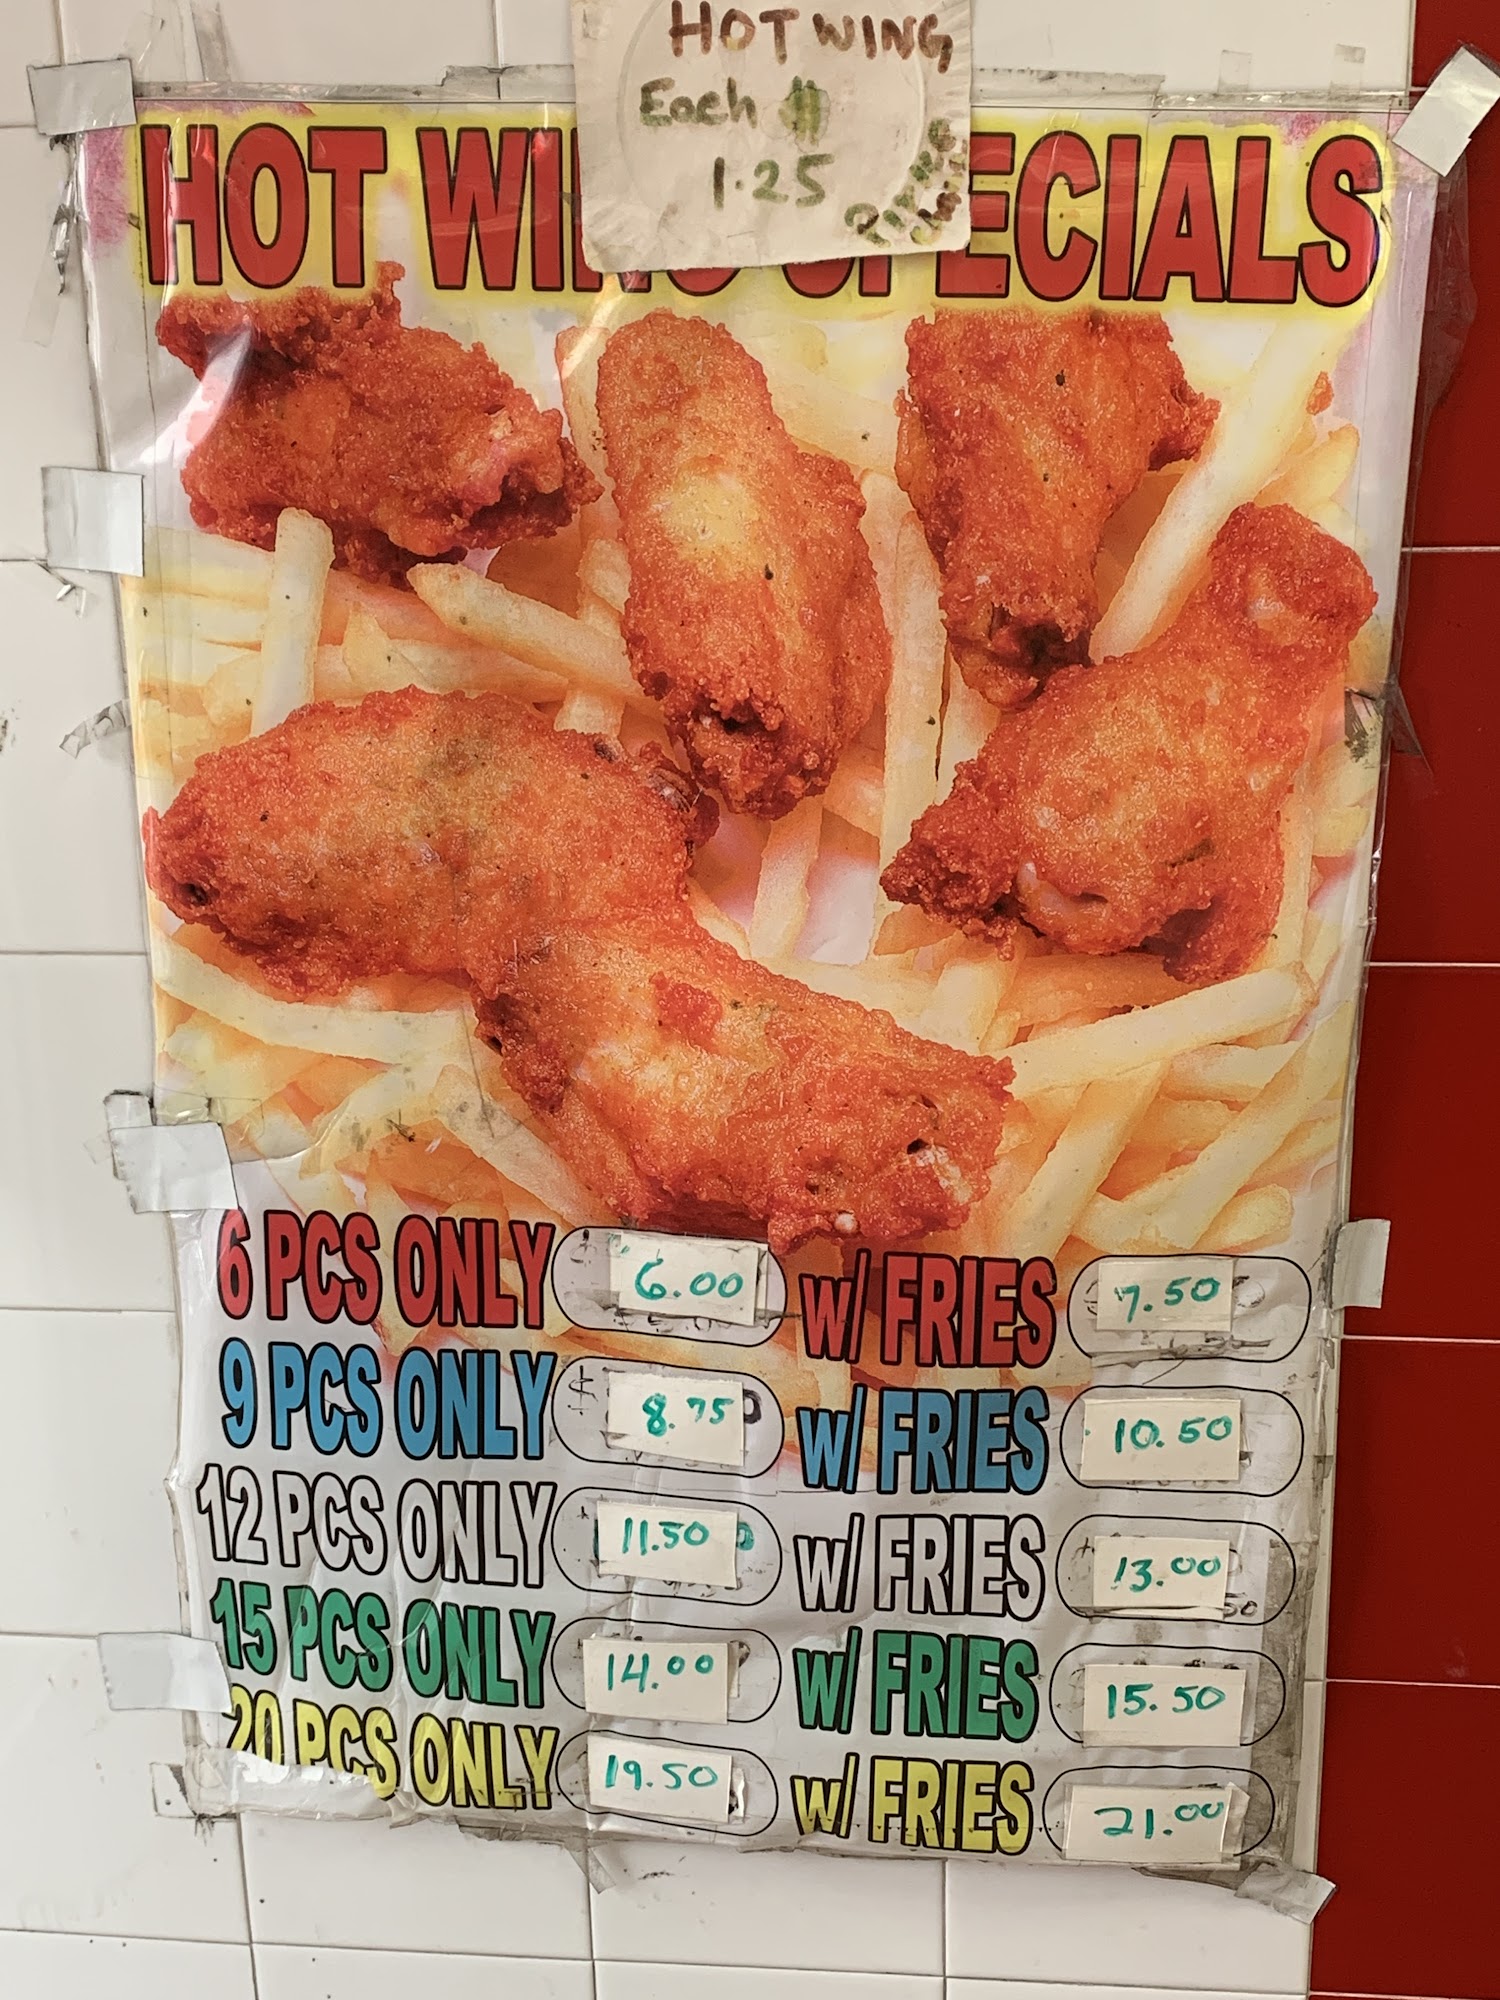 HOT WING
Each $
1.25
HOT WING SPECIALS
6 PCS ONLY 6.00 w/ FRIES 7.50
9 PCS ONLY 8.75 w/ FRIES 10.50
12 PCS ONLY 11.50 w/ FRIES 13.00
15 PCS ONLY 14.00 w/ FRIES 15.50
20 PCS ONLY 19.50 w/ FRIES 21.00